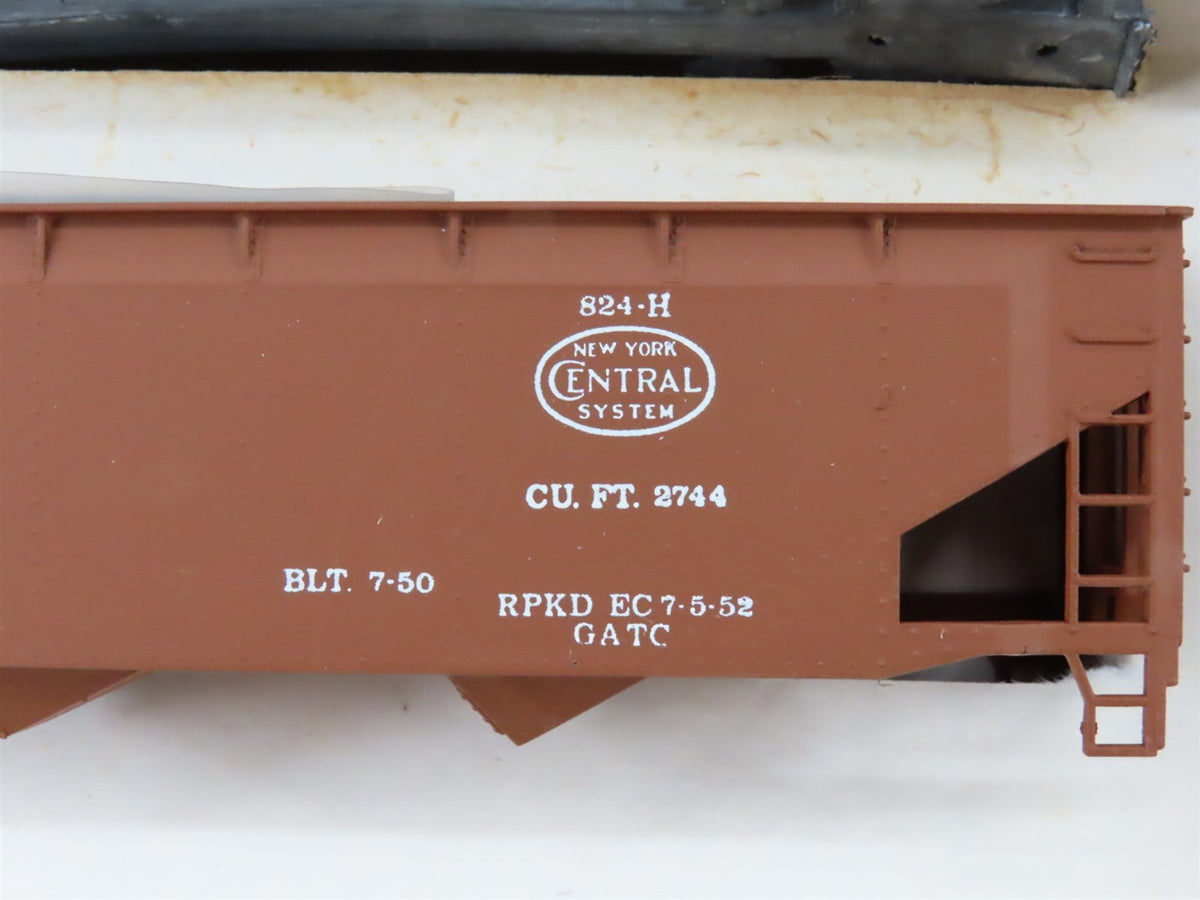 824-H
NEW YORK
CENTRAL
SYSTEM
CU. FT. 2744
BLT. 7-50
RPKD EC 7-5-52
GATC